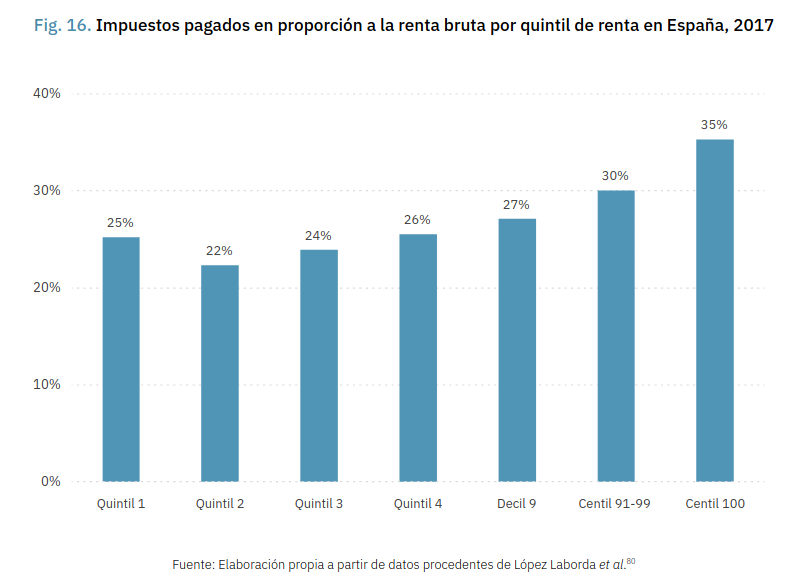 Fig. 16. Impuestos pagados en proporción a la renta bruta por quintil de renta en España, 2017
40%
30%
20%
10%
0%
25%
22%
24%
26%
27%
30%
35%
Quintil 1
Quintil 2
Quintil 3
Quintil 4
Decil 9
Centil 91-99
Centil 100
Fuente: Elaboración propia a partir de datos procedentes de López Laborda et al.80